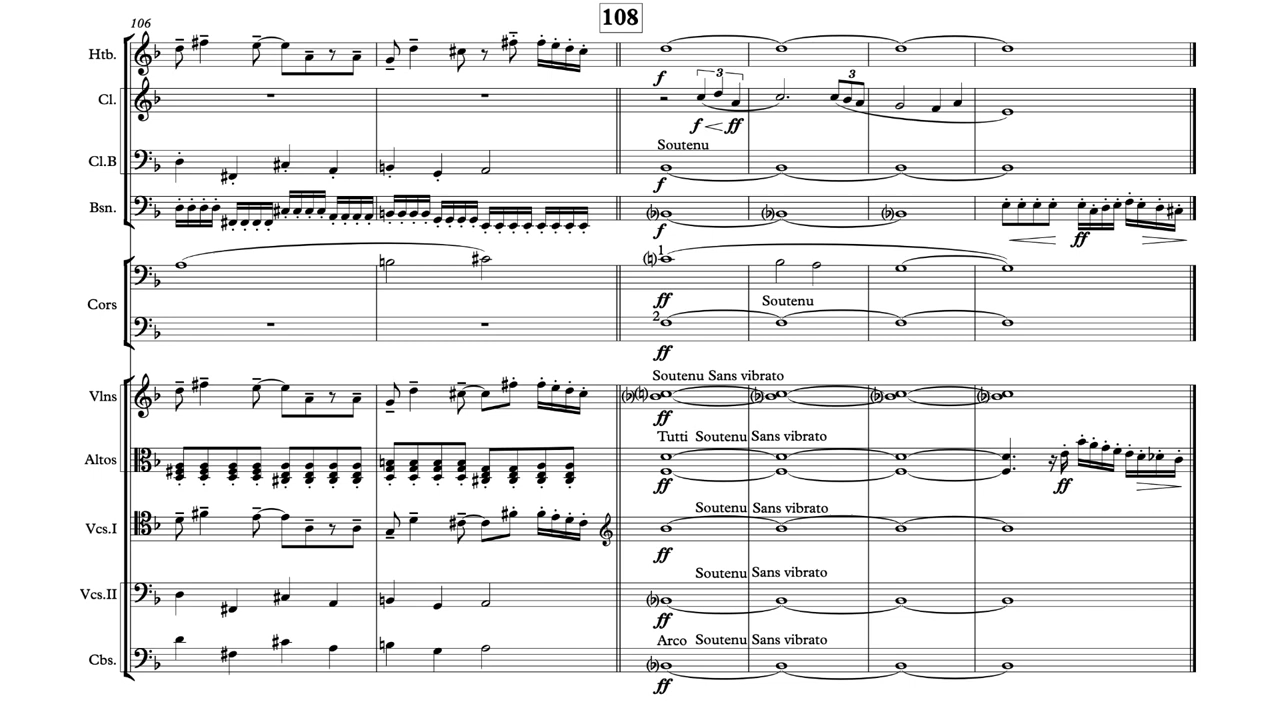 106
108
Htb.
f
3
3
Cl.
f ff
Soutenu
Cl.B
f
Bsn.
f
ff
1
ff
Cors
Soutenu
2
ff
Soutenu Sans vibrato
Vlns
ff
Tutti Soutenu Sans vibrato
Altos
ff
ff
Soutenu Sans vibrato
Vcs.I
ff
Soutenu Sans vibrato
Vcs.II
ff
Arco Soutenu Sans vibrato
Cbs.
ff